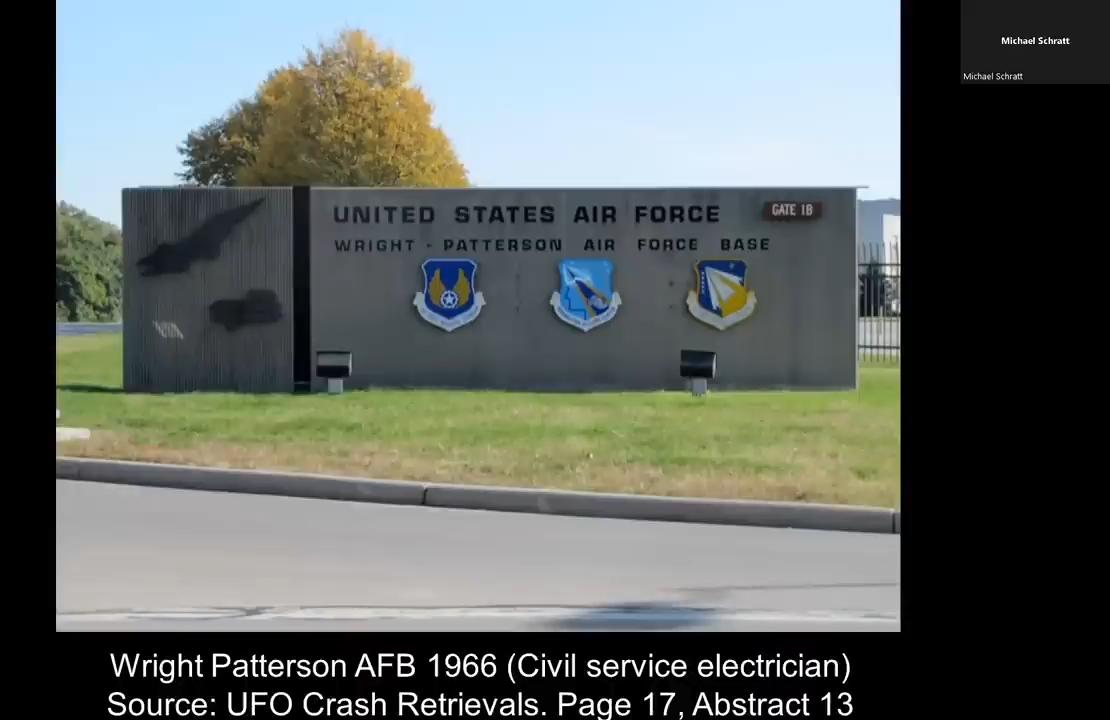 Michael Schratt
Michael Schratt
UNITED STATES AIR FORCE
GATE 1B
WRIGHT - PATTERSON AIR FORCE BASE
Wright Patterson AFB 1966 (Civil service electrician)
Source: UFO Crash Retrievals. Page 17, Abstract 13